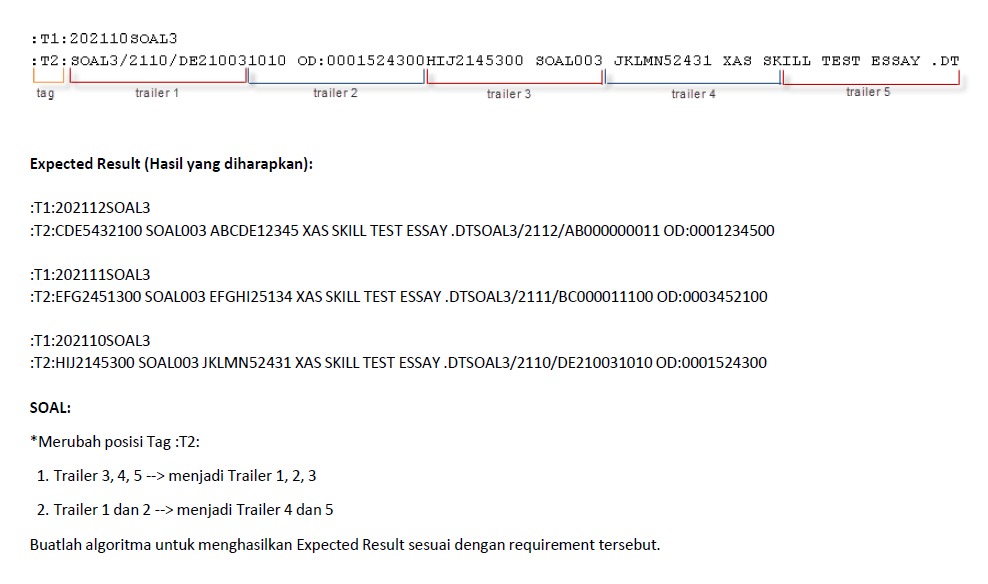 :T1:202110SOAL3
:T2:SOAL3/2110/DE210031010 OD:0001524300HIJ2145300 SOAL003 JKLMN52431 XAS SKILL TEST ESSAY .DT
tag trailer 1 trailer 2 trailer 3 trailer 4 trailer 5
Expected Result (Hasil yang diharapkan):
:T1:202112SOAL3
:T2:CDE5432100 SOAL003 ABCDE12345 XAS SKILL TEST ESSAY .DTSOAL3/2112/AB000000011 OD:0001234500
:T1:202111SOAL3
:T2:EFG2451300 SOAL003 EFGHI25134 XAS SKILL TEST ESSAY .DTSOAL3/2111/BC000011100 OD:0003452100
:T1:202110SOAL3
:T2:HIJ2145300 SOAL003 JKLMN52431 XAS SKILL TEST ESSAY .DTSOAL3/2110/DE210031010 OD:0001524300
SOAL:
*Merubah posisi Tag :T2:
1. Trailer 3, 4, 5 --> menjadi Trailer 1, 2, 3
2. Trailer 1 dan 2 --> menjadi Trailer 4 dan 5
Buatlah algoritma untuk menghasilkan Expected Result sesuai dengan requirement tersebut.